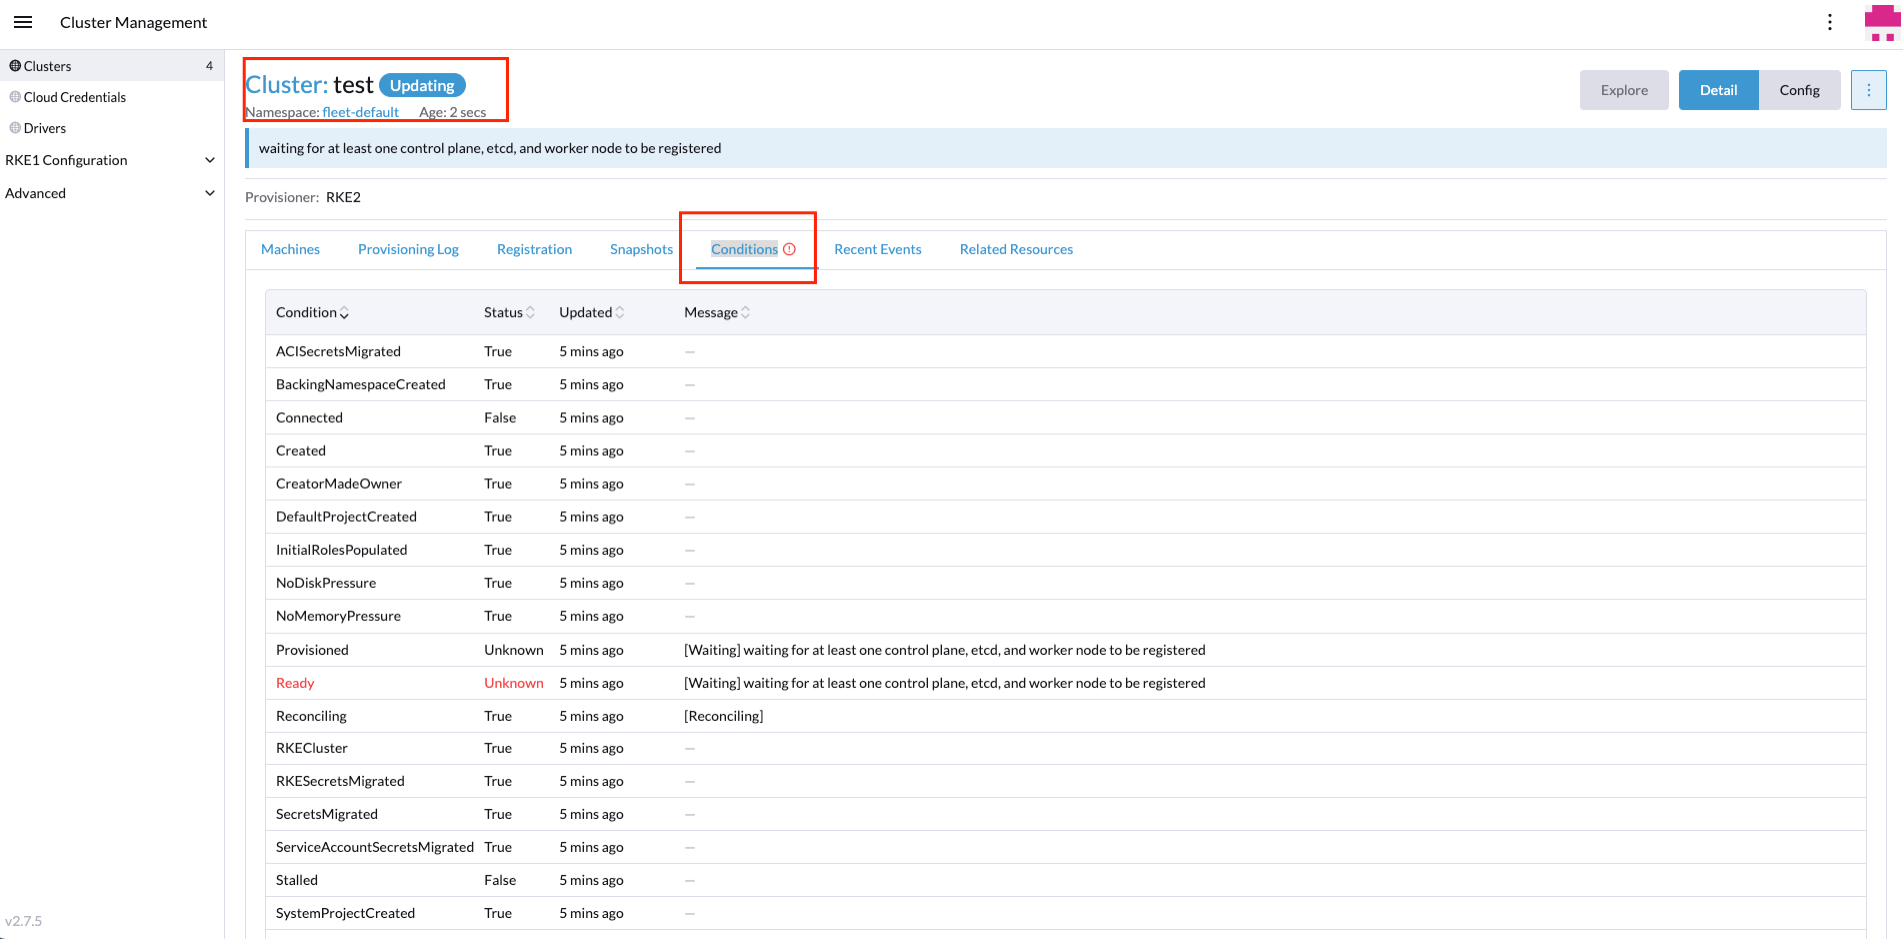 Cluster Management
Clusters 4
Cloud Credentials
Drivers
RKE1 Configuration
Advanced
v2.7.5
Cluster: test Updating
Namespace: fleet-default Age: 2 secs
Explore Detail Config
waiting for at least one control plane, etcd, and worker node to be registered
Provisioner: RKE2
Machines Provisioning Log Registration Snapshots Conditions Recent Events Related Resources
Condition Status Updated Message
ACISecretsMigrated True 5 mins ago —
BackingNamespaceCreated True 5 mins ago —
Connected False 5 mins ago —
Created True 5 mins ago —
CreatorMadeOwner True 5 mins ago —
DefaultProjectCreated True 5 mins ago —
InitialRolesPopulated True 5 mins ago —
NoDiskPressure True 5 mins ago —
NoMemoryPressure True 5 mins ago —
Provisioned Unknown 5 mins ago [Waiting] waiting for at least one control plane, etcd, and worker node to be registered
Ready Unknown 5 mins ago [Waiting] waiting for at least one control plane, etcd, and worker node to be registered
Reconciling True 5 mins ago [Reconciling]
RKECluster True 5 mins ago —
RKESecretsMigrated True 5 mins ago —
SecretsMigrated True 5 mins ago —
ServiceAccountSecretsMigrated True 5 mins ago —
Stalled False 5 mins ago —
SystemProjectCreated True 5 mins ago —